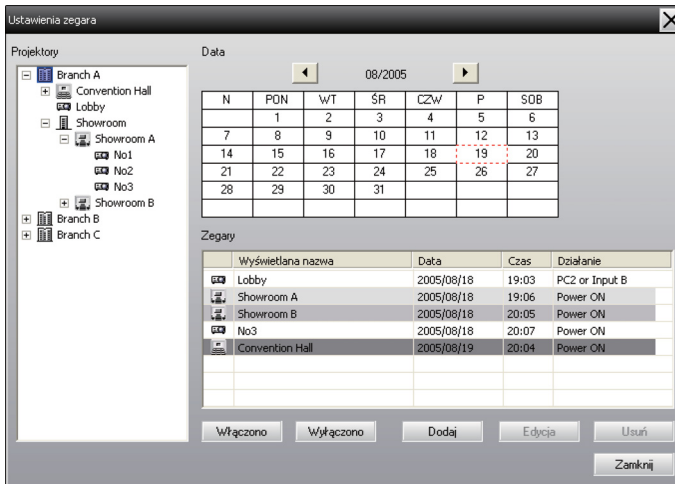 Ustawienia zegara
Projektory
Branch A
Convention Hall
Lobby
Showroom
Showroom A
No1
No2
No3
Showroom B
Branch B
Branch C
Data
08/2005
N PON WT ŚR CZW P SOB
1 2 3 4 5 6
7 8 9 10 11 12 13
14 15 16 17 18 19 20
21 22 23 24 25 26 27
28 29 30 31
Zegary
Wyświetlana nazwa Data Czas Działanie
Lobby 2005/08/18 19:03 PC2 or Input B
Showroom A 2005/08/18 19:06 Power ON
Showroom B 2005/08/18 20:05 Power ON
No3 2005/08/18 20:07 Power ON
Convention Hall 2005/08/19 20:04 Power ON
Włączono Wyłączono Dodaj Edycja Usuń
Zamknij